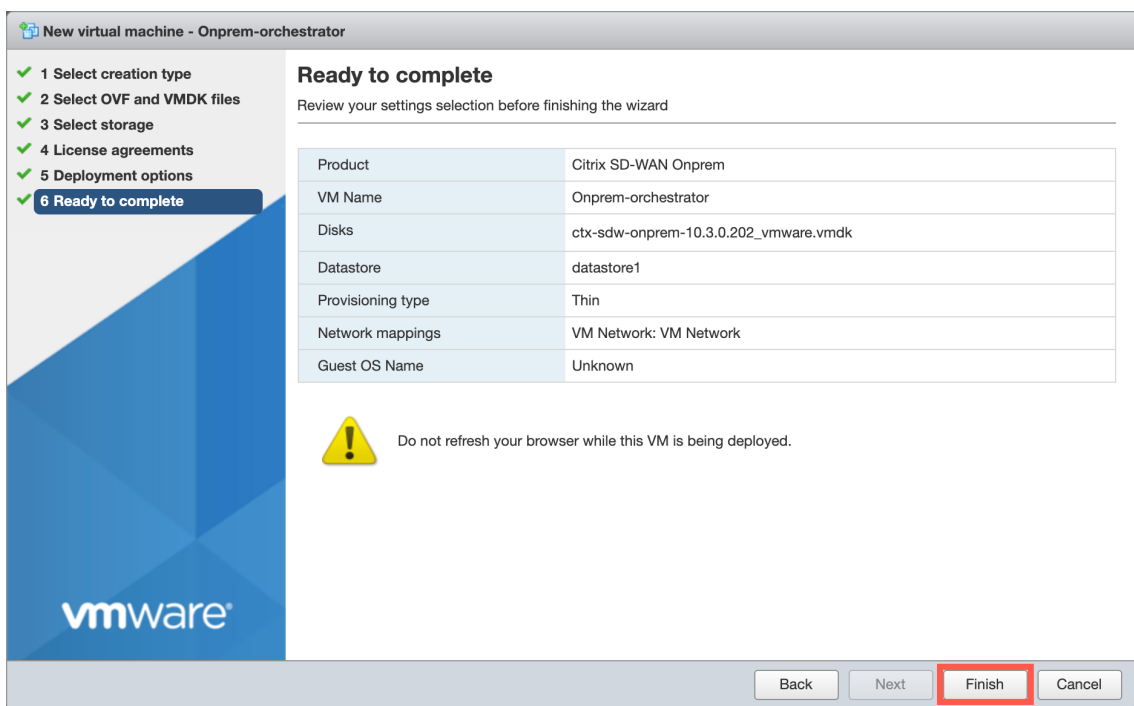 New virtual machine - Onprem-orchestrator
1 Select creation type
2 Select OVF and VMDK files
3 Select storage
4 License agreements
5 Deployment options
6 Ready to complete
Ready to complete
Review your settings selection before finishing the wizard
Product Citrix SD-WAN Onprem
VM Name Onprem-orchestrator
Disks ctx-sdw-onprem-10.3.0.202_vmware.vmdk
Datastore datastore1
Provisioning type Thin
Network mappings VM Network: VM Network
Guest OS Name Unknown
Do not refresh your browser while this VM is being deployed.
vmware®
Back Next Finish Cancel